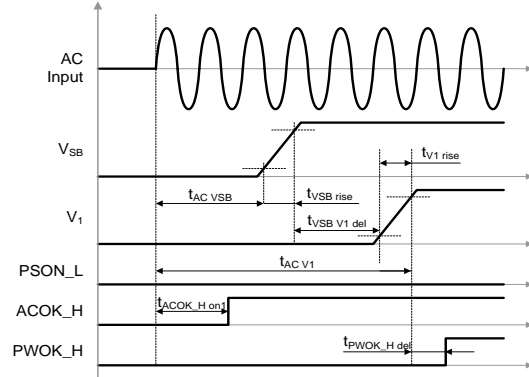 AC
Input
VSB
tV1 rise
tAC VSB
tVSB rise
V1
tVSB V1 del
tAC V1
PSON_L
tACOK_H on1
ACOK_H
tPWOK_H del
PWOK_H